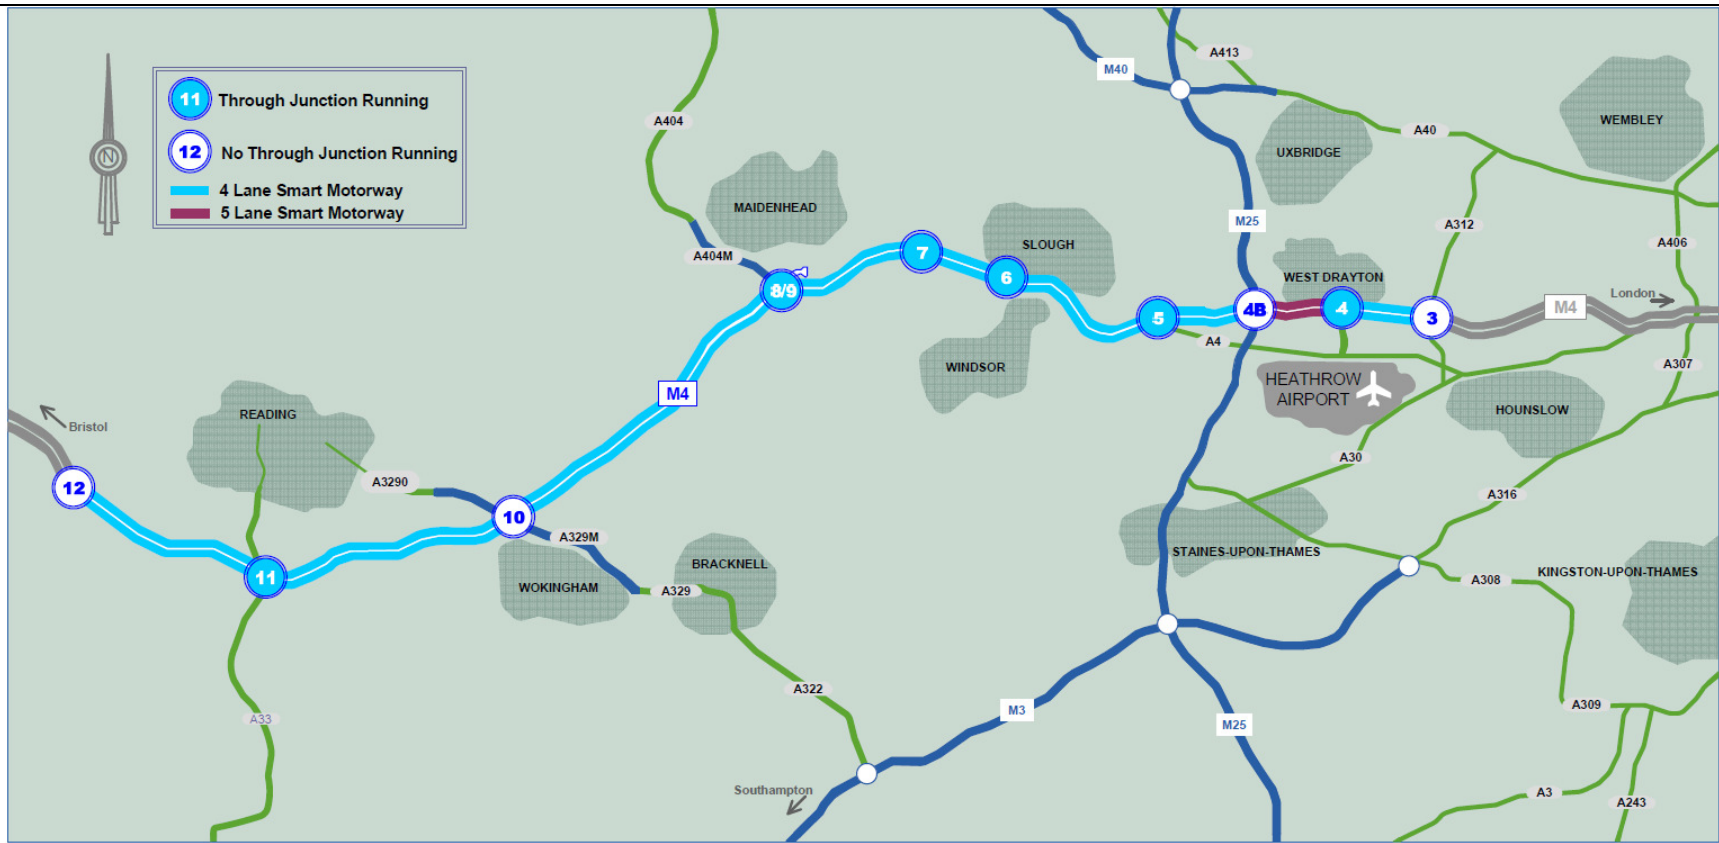 N
11 Through Junction Running
12 No Through Junction Running
4 Lane Smart Motorway
5 Lane Smart Motorway
A413
M40
A404
A40
WEMBLEY
UXBRIDGE
MAIDENHEAD
M25
A312
SLOUGH
A406
A404M
7
6
WEST DRAYTON
8/9
London
M4
5
4B
4
3
A4
WINDSOR
A307
HEATHROW
AIRPORT
M4
READING
HOUNSLOW
Bristol
A30
A3290
12
A316
10
A329M
STAINES-UPON-THAMES
BRACKNELL
11
KINGSTON-UPON-THAMES
A308
WOKINGHAM
A329
A322
A309
M3
A33
M25
Southampton
A3
A243